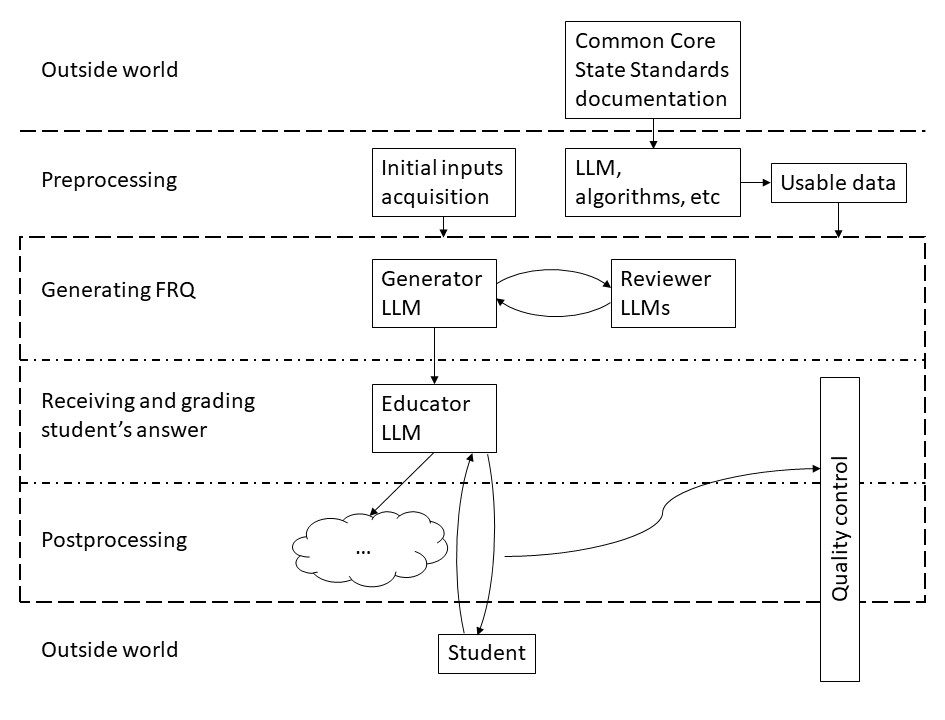 Outside world
Common Core
State Standards
documentation
Preprocessing
Initial inputs
acquisition
LLM,
algorithms, etc
Usable data
Generating FRQ
Generator
LLM
Reviewer
LLMs
Receiving and grading
student’s answer
Educator
LLM
Quality control
Postprocessing
...
Outside world
Student